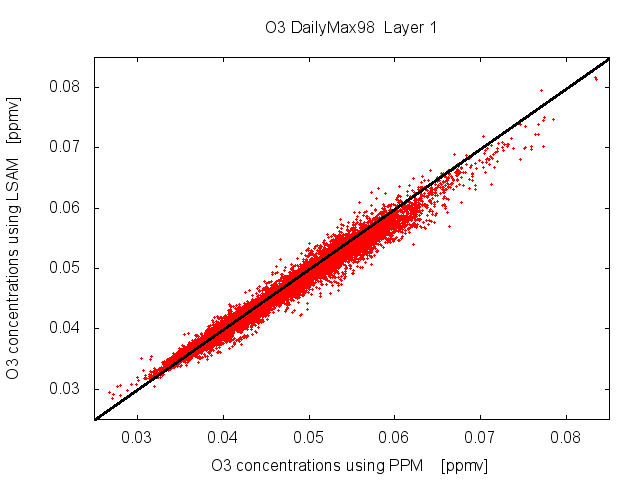 O3 DailyMax98 Layer 1
O3 concentrations using LSAM [ppmv]
0.08
0.07
0.06
0.05
0.04
0.03
0.03 0.04 0.05 0.06 0.07 0.08
O3 concentrations using PPM [ppmv]